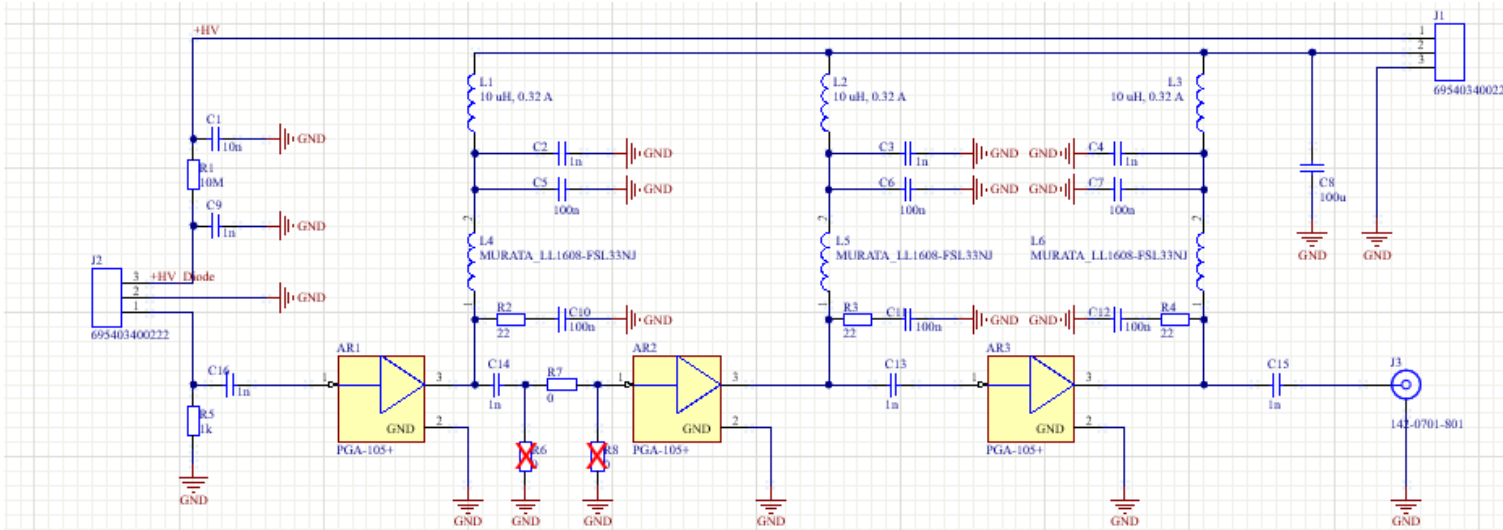 +HV
J1
1
2
3
69540340022
L1
10 uH, 0.32 A
L2
10 uH, 0.32 A
L3
10 uH, 0.32 A
C1
10n
GND
R1
10M
C9
1n
GND
C2
1n
GND
C5
100n
GND
C3
1n
GND
GND
C4
1n
C6
100n
GND
GND
C7
100n
C8
100u
GND
GND
2
L4
MURATA_LL1608-FSL33NJ
1
2
L5
MURATA_LL1608-FSL33NJ
1
2
L6
MURATA_LL1608-FSL33NJ
1
J2
3
2
1
+HV_Diode
GND
695403400222
R2
22
C10
100n
GND
R3
22
C11
100n
GND
GND
C12
100n
R4
22
C16
1n
R5
1k
GND
AR1
1
3
2
GND
PGA-105+
GND
C14
1n
R7
0
R6
0
GND
R8
0
GND
AR2
1
3
2
GND
PGA-105+
GND
C13
1n
AR3
1
3
2
GND
PGA-105+
GND
C15
1n
J3
142-0701-801
GND